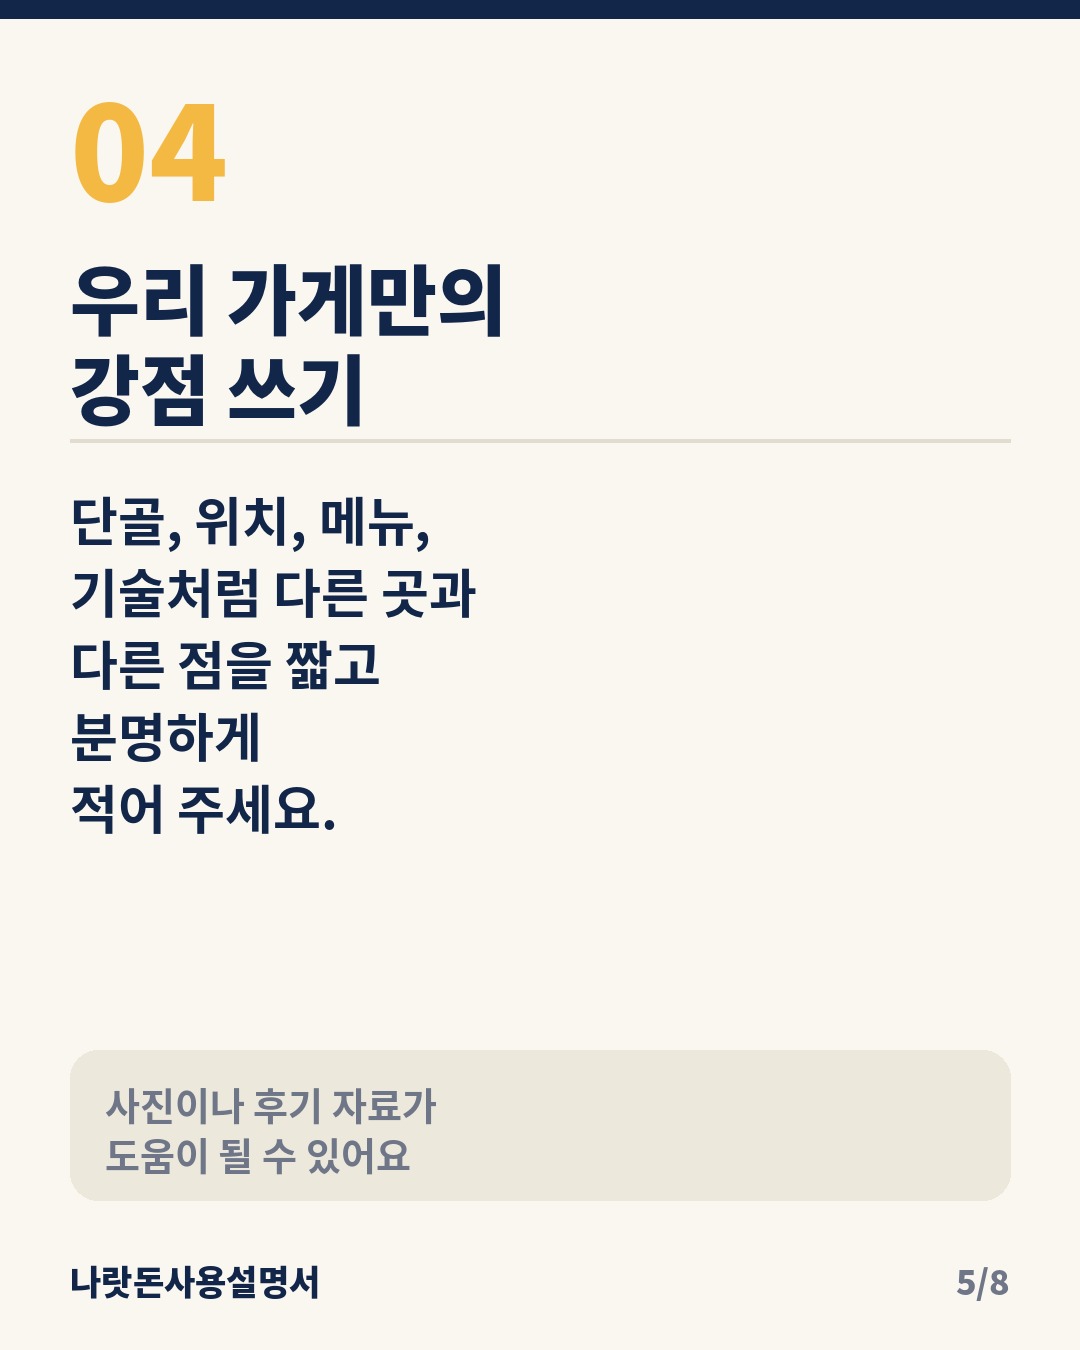 04
우리 가게만의
강점 쓰기
단골, 위치, 메뉴,
기술처럼 다른 곳과
다른 점을 짧고
분명하게
적어 주세요.
사진이나 후기 자료가
도움이 될 수 있어요
나랏돈사용설명서
5/8